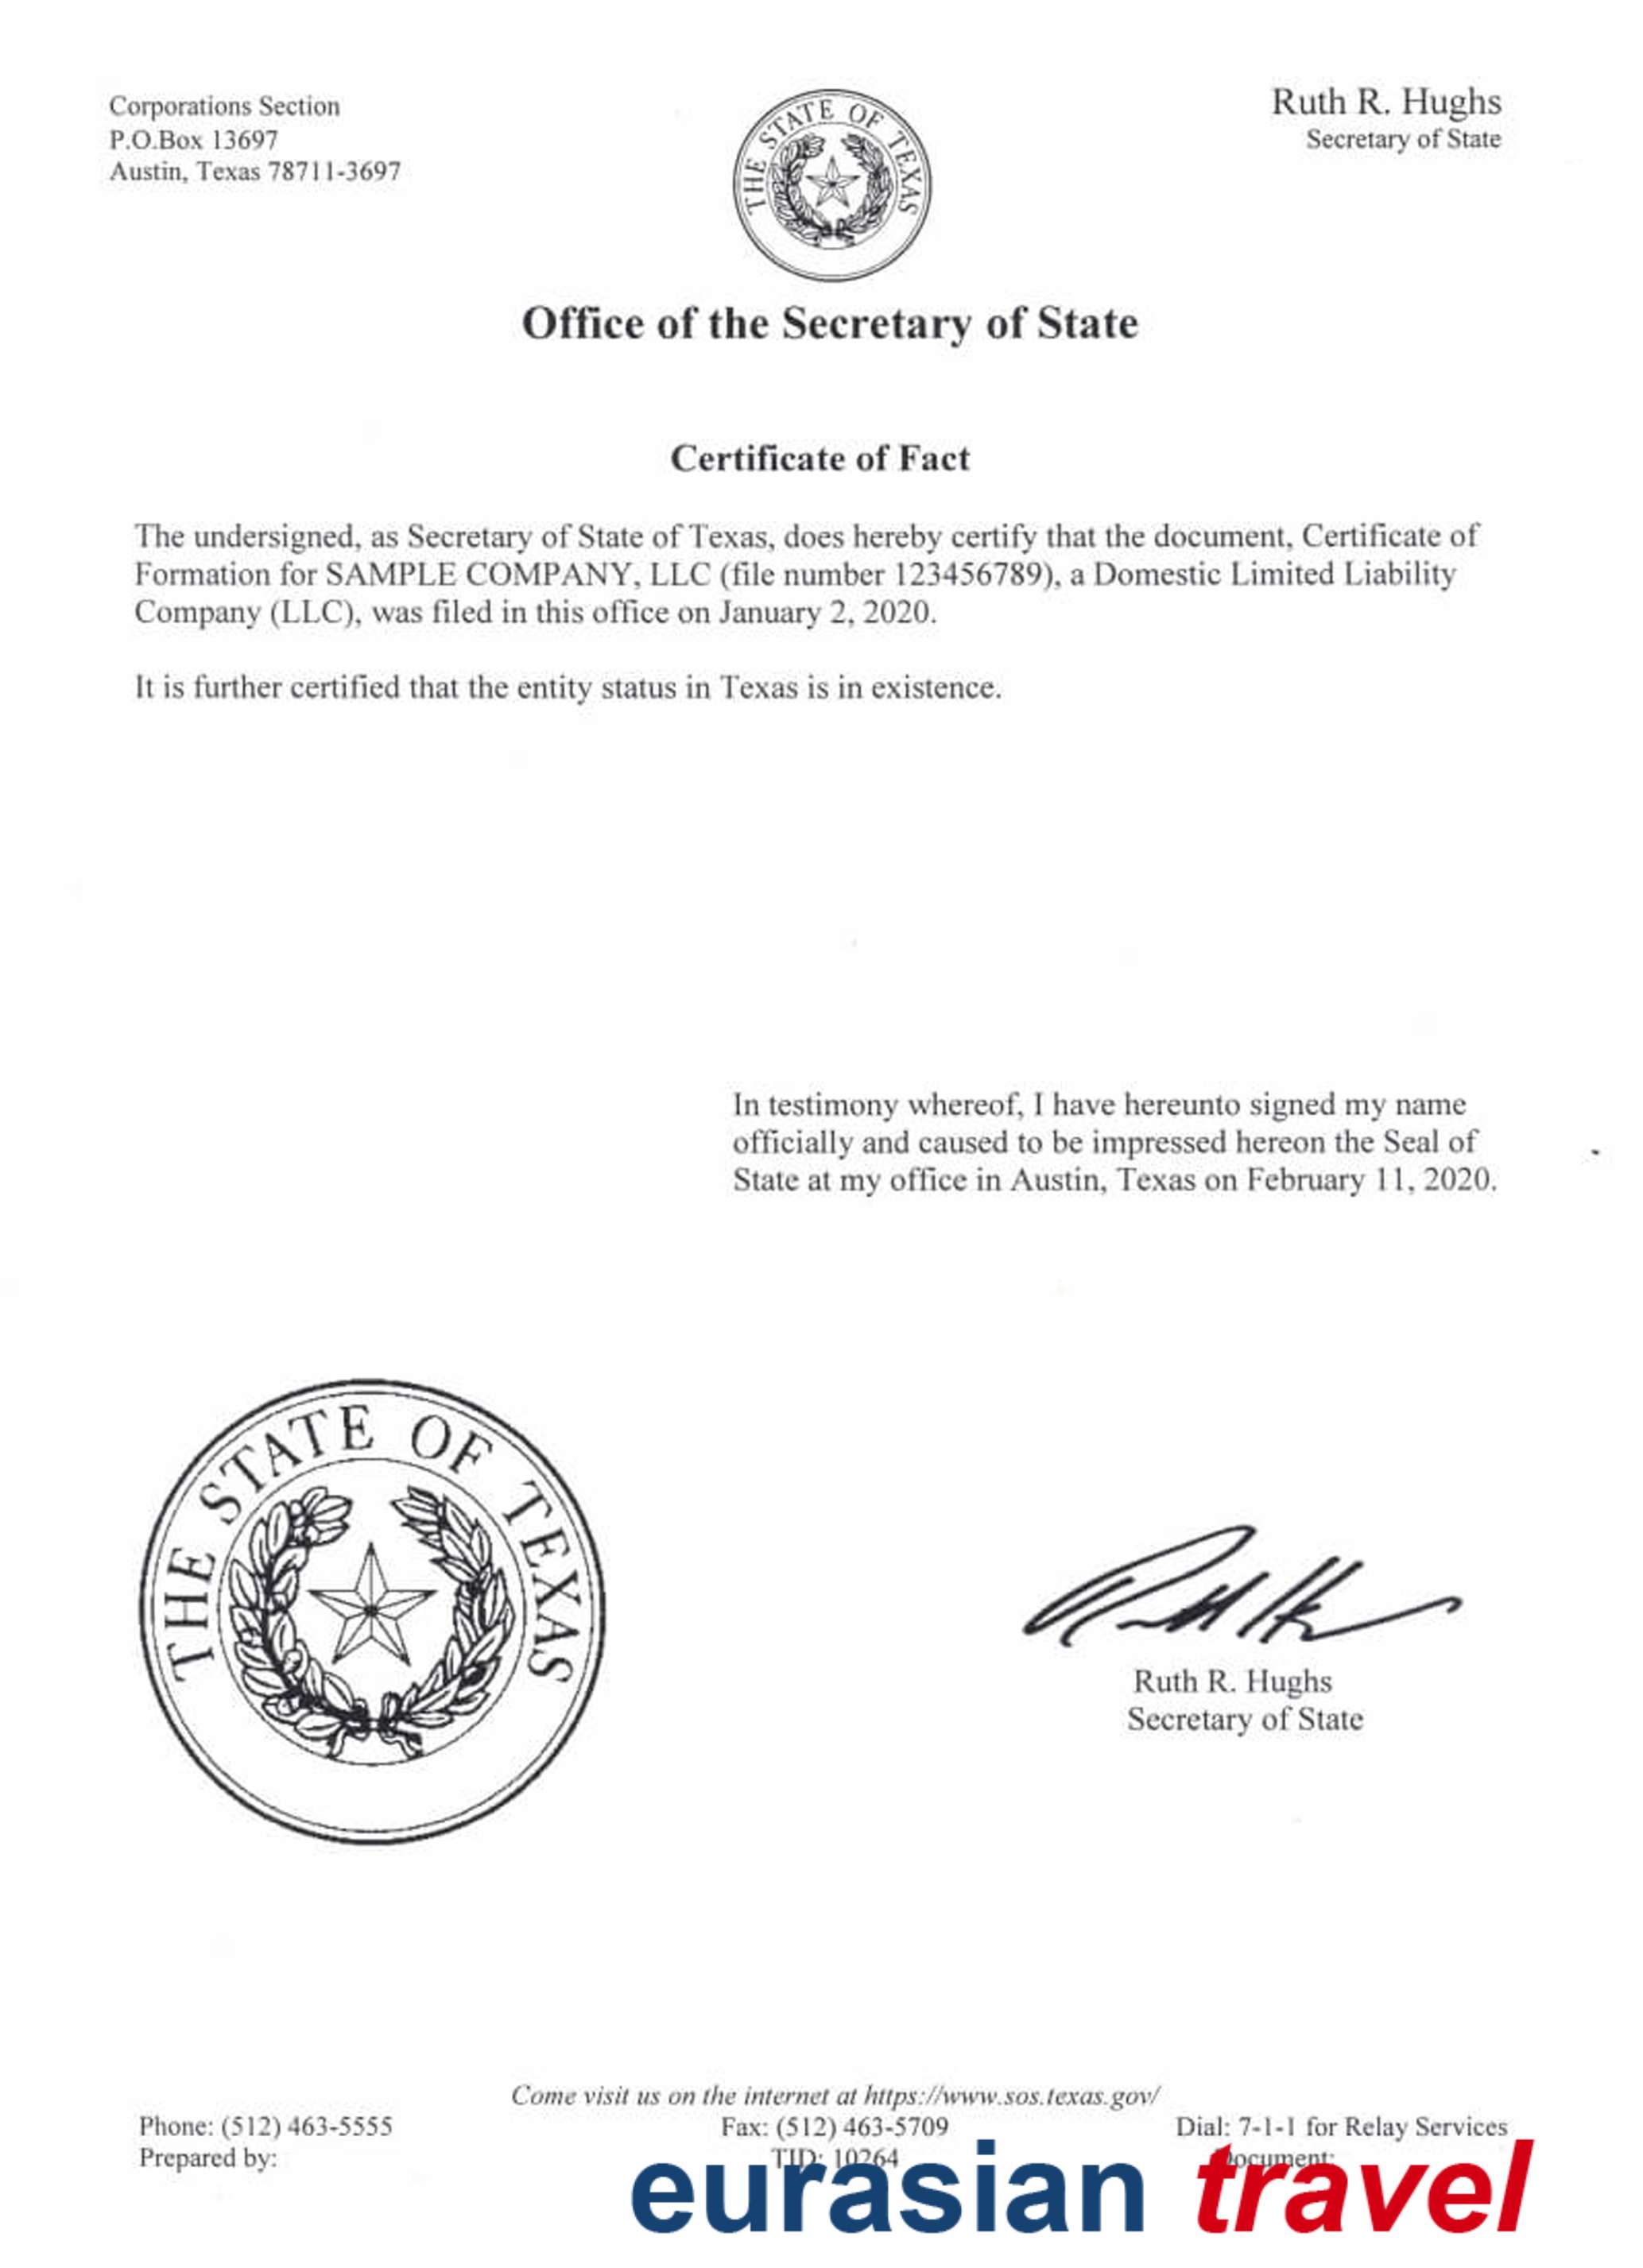 Corporations Section
P.O.Box 13697
Austin, Texas 78711-3697
THE STATE OF TEXAS
Ruth R. Hughs
Secretary of State
Office of the Secretary of State
Certificate of Fact
The undersigned, as Secretary of State of Texas, does hereby certify that the document, Certificate of
Formation for SAMPLE COMPANY, LLC (file number 123456789), a Domestic Limited Liability
Company (LLC), was filed in this office on January 2, 2020.
It is further certified that the entity status in Texas is in existence.
In testimony whereof, I have hereunto signed my name
officially and caused to be impressed hereon the Seal of
State at my office in Austin, Texas on February 11, 2020.
THE STATE OF TEXAS
Ruth R. Hughs
Secretary of State
Come visit us on the internet at https://www.sos.texas.gov/
Phone: (512) 463-5555
Fax: (512) 463-5709
Dial: 7-1-1 for Relay Services
Prepared by:
TID: 10264
Document:
eurasian travel